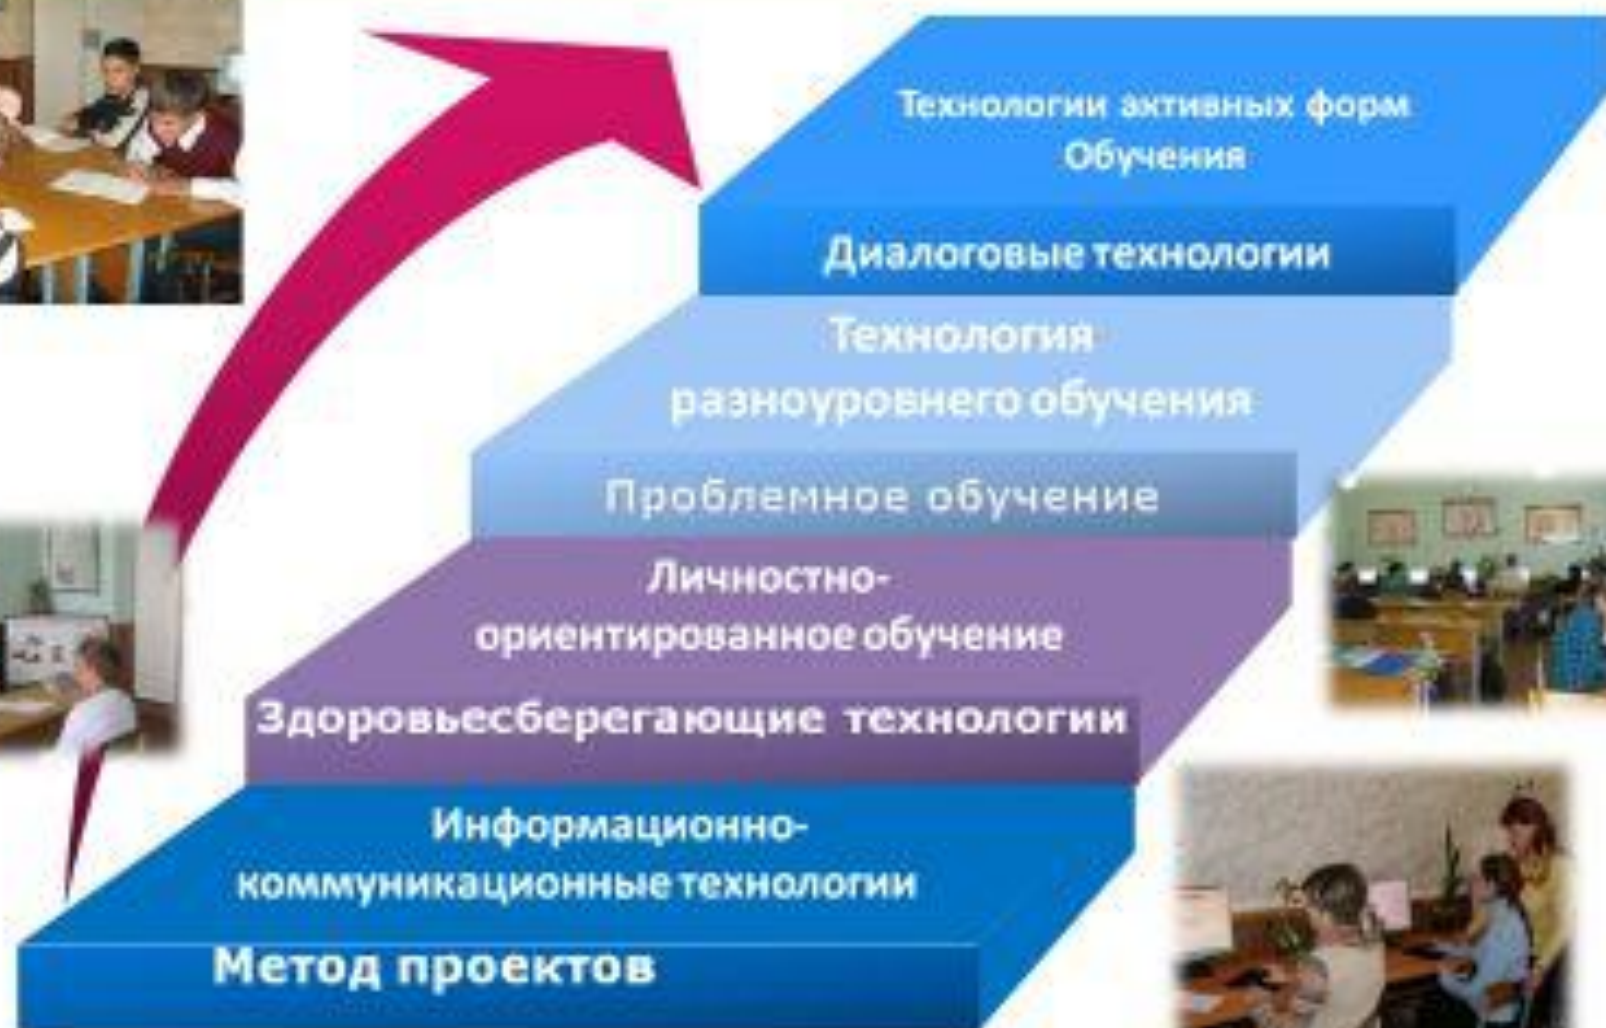 Технологии активных форм
Обучения
Диалоговые технологии
Технология
разноуровнего обучения
Проблемное обучение
Личностно-
ориентированное обучение
Здоровьесберегающие технологии
Информационно-
коммуникационные технологии
Метод проектов